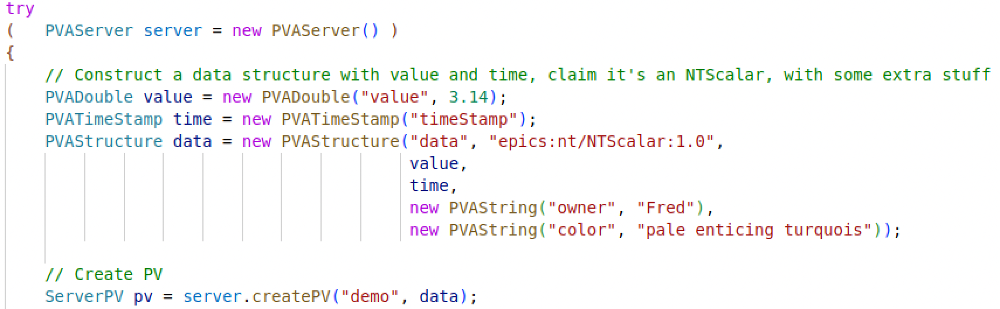 try
(   PVAServer server = new PVAServer() )
{
    // Construct a data structure with value and time, claim it's an NTScalar, with some extra stuff
    PVADouble value = new PVADouble("value", 3.14);
    PVATimeStamp time = new PVATimeStamp("timeStamp");
    PVAStructure data = new PVAStructure("data", "epics:nt/NTScalar:1.0",
                                         value,
                                         time,
                                         new PVAString("owner", "Fred"),
                                         new PVAString("color", "pale enticing turquois"));
    // Create PV
    ServerPV pv = server.createPV("demo", data);